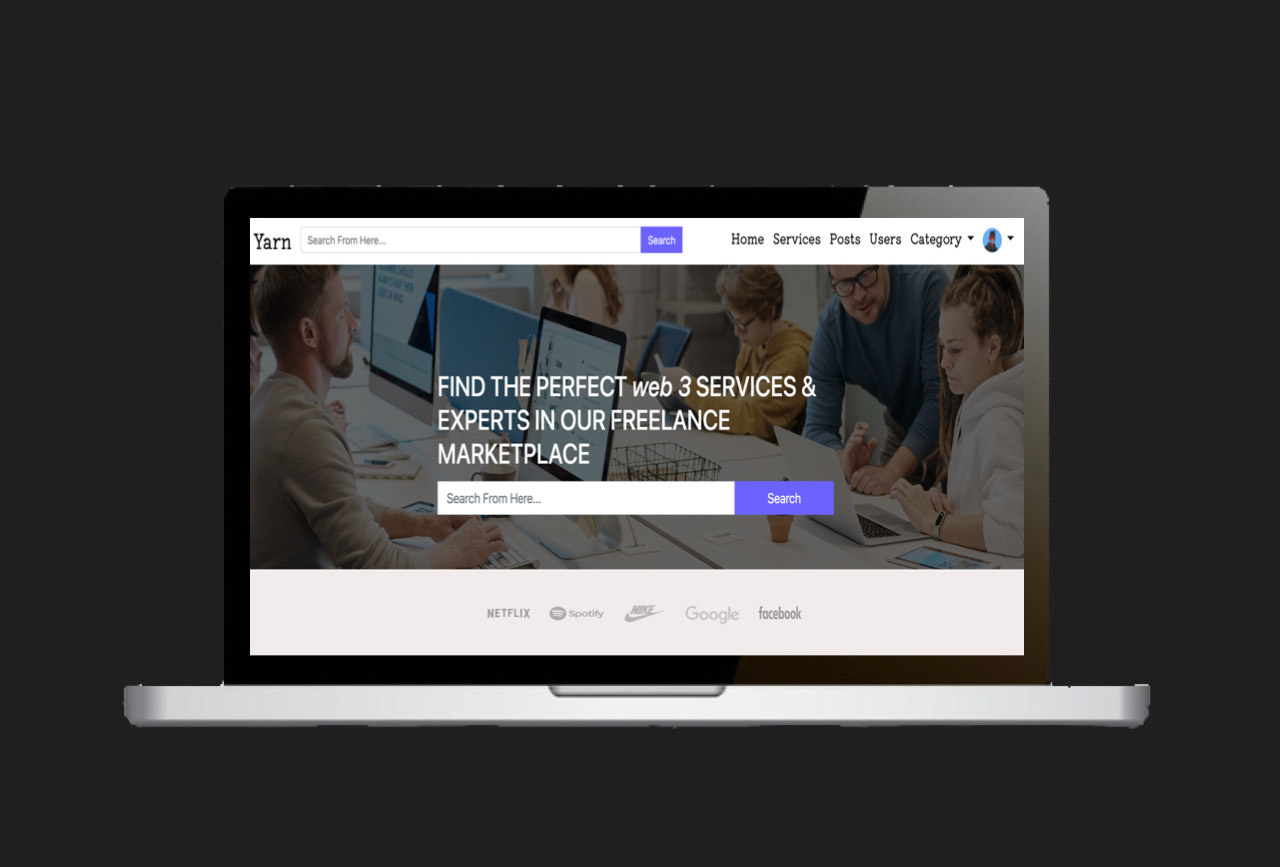 Yarn
Search From Here...
Search
Home Services Posts Users Category
FIND THE PERFECT web 3 SERVICES &
EXPERTS IN OUR FREELANCE
MARKETPLACE
Search From Here...
Search
NETFLIX Spotify NIKE Google facebook